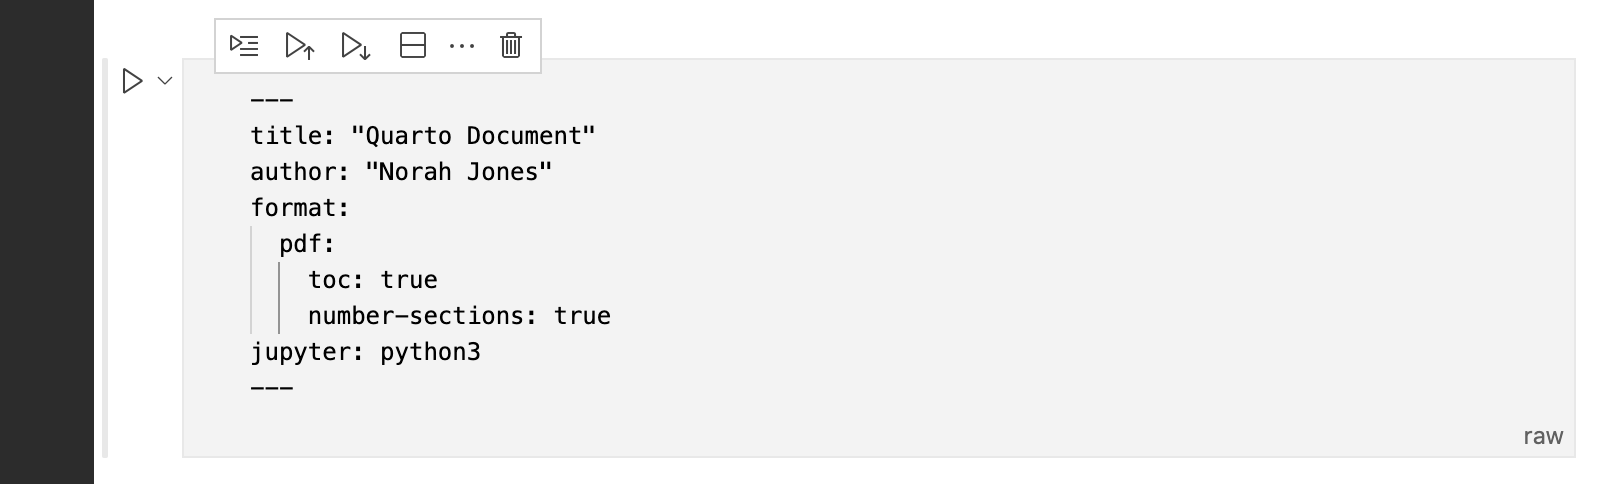 ---
title: "Quarto Document"
author: "Norah Jones"
format:
  pdf:
    toc: true
    number-sections: true
jupyter: python3
---
raw